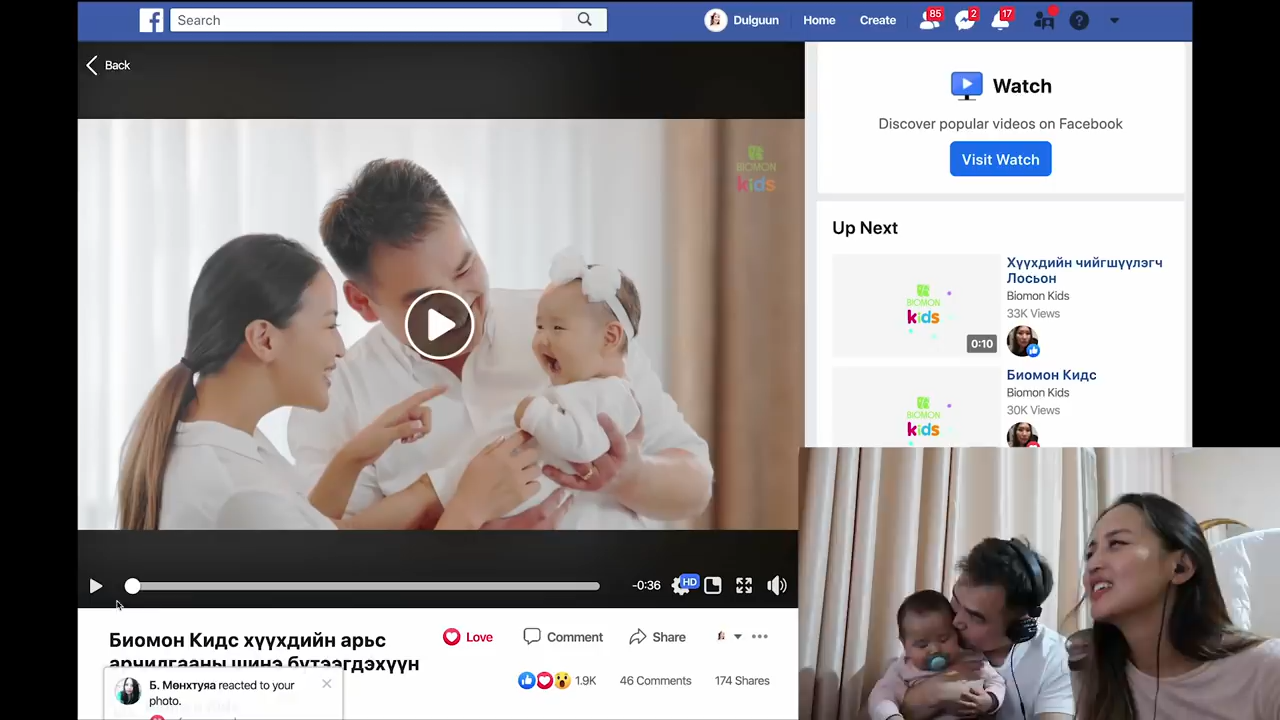 Search
Dulguun
Home
Create
85
2
17
Back
BIOMON
kids
Watch
Discover popular videos on Facebook
Visit Watch
Up Next
BIOMON
kids
0:10
Хүүхдийн чийгшүүлэгч
Лосьон
Biomon Kids
33K Views
BIOMON
kids
Биомон Кидс
Biomon Kids
30K Views
-0:36
HD
Биомон Кидс хүүхдийн арьс
арчилгааны шинэ бүтээгдэхүүн
Love
Comment
Share
1.9K
46 Comments
174 Shares
Б. Мөнхтуяа reacted to your
photo.